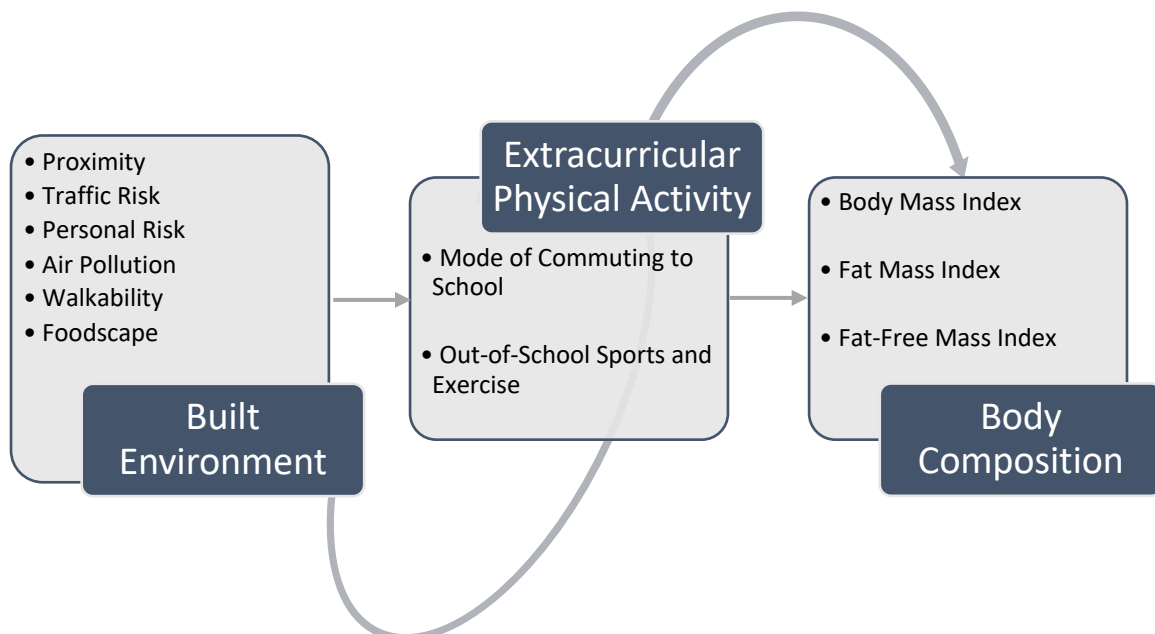 • Proximity
• Traffic Risk
• Personal Risk
• Air Pollution
• Walkability
• Foodscape
Built
Environment
Extracurricular
Physical Activity
• Mode of Commuting to
School
• Out-of-School Sports and
Exercise
• Body Mass Index
• Fat Mass Index
• Fat-Free Mass Index
Body
Composition